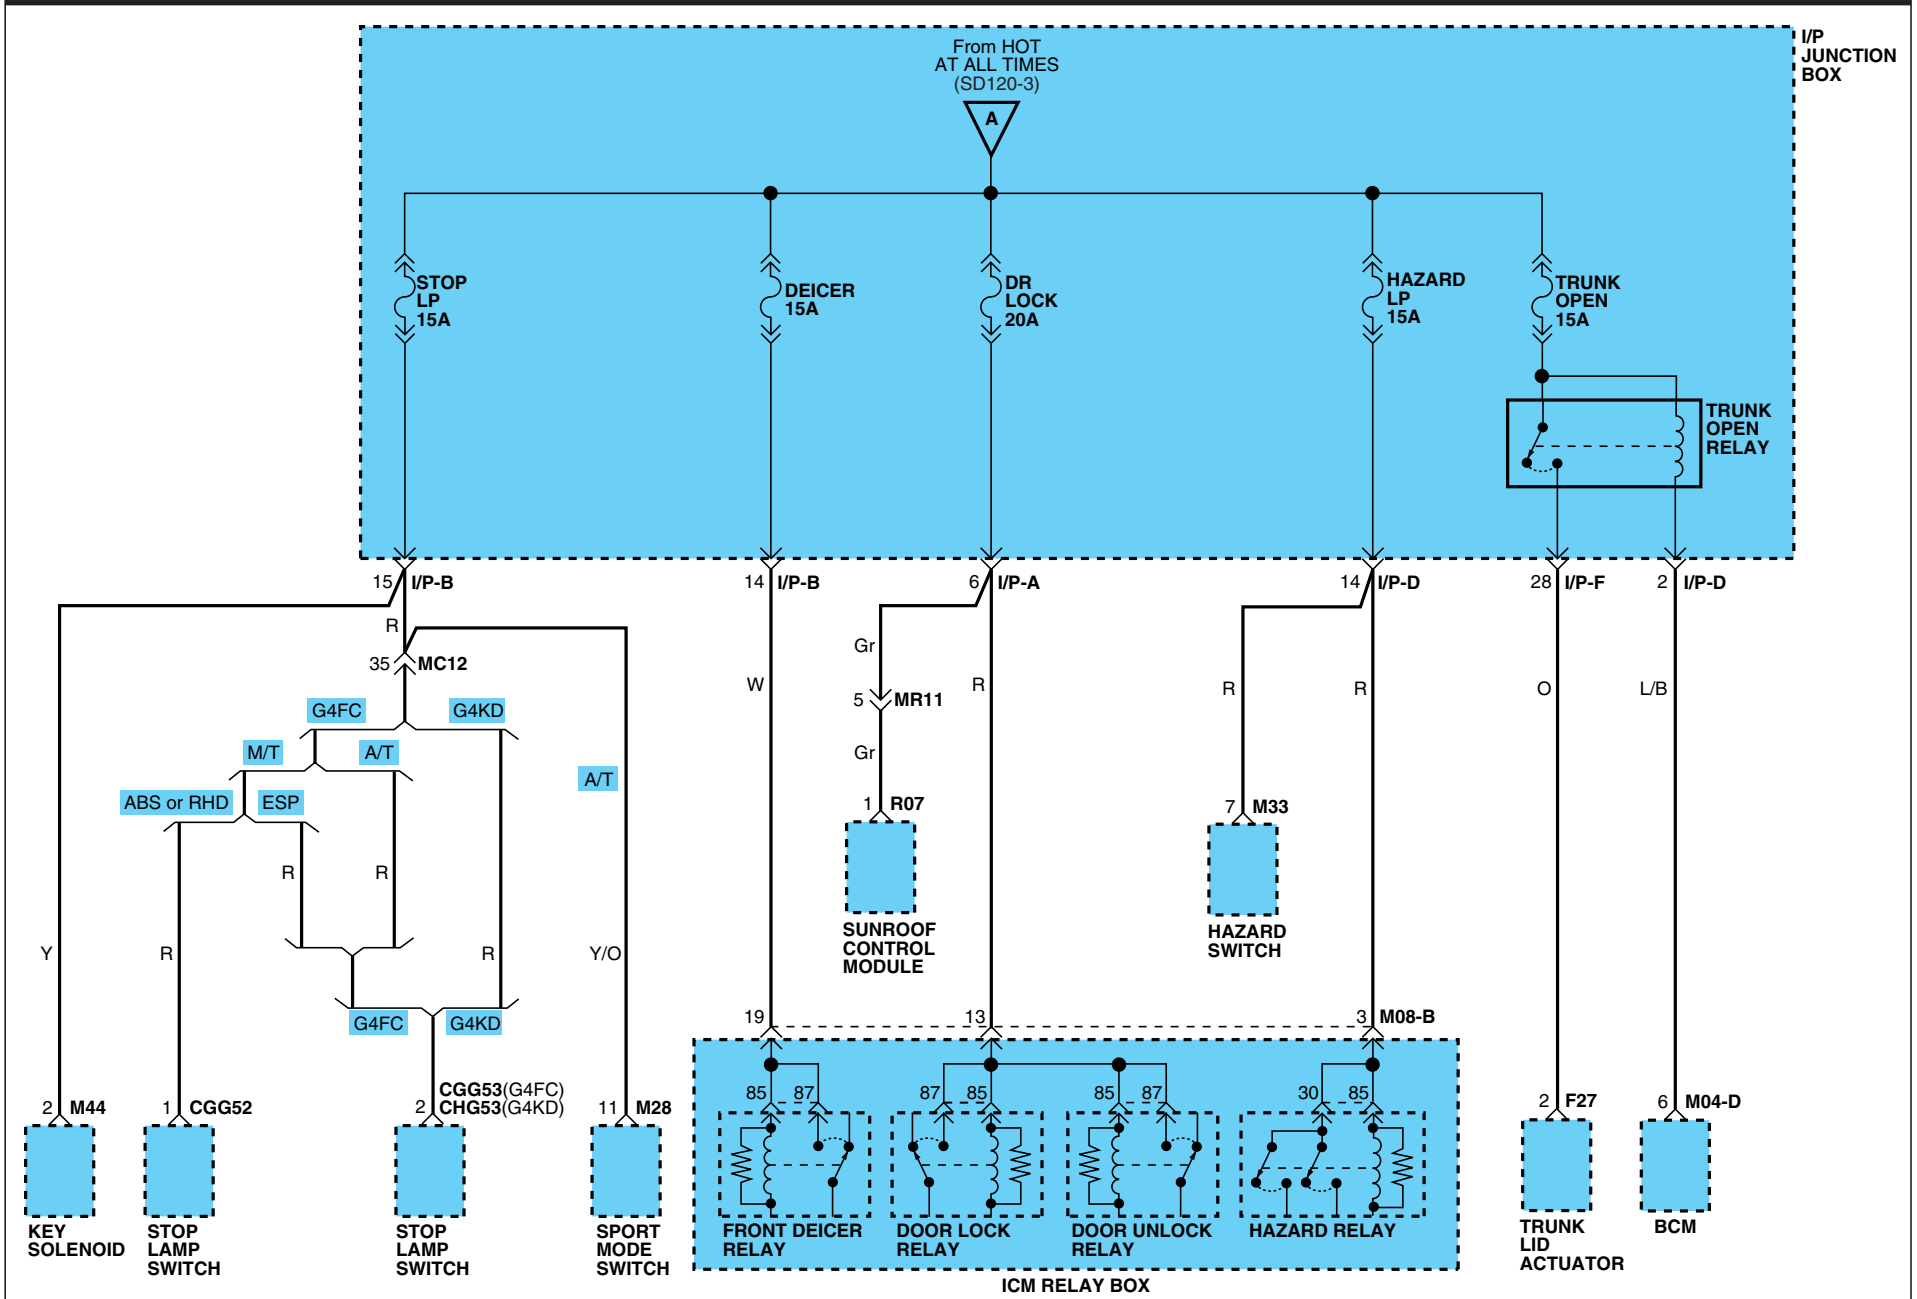 From HOT
AT ALL TIMES
(SD120-3)
A
I/P
JUNCTION
BOX
STOP
LP
15A
DEICER
15A
DR
LOCK
20A
HAZARD
LP
15A
TRUNK
OPEN
15A
TRUNK
OPEN
RELAY
15 I/P-B
14 I/P-B
6 I/P-A
14 I/P-D
28 I/P-F
2 I/P-D
R
35 MC12
Gr
5 MR11
Gr
W
R
R
R
O
L/B
G4FC
G4KD
M/T
A/T
A/T
ABS or RHD
ESP
1 R07
7 M33
R
R
SUNROOF
CONTROL
MODULE
HAZARD
SWITCH
Y
R
R
Y/O
G4FC
G4KD
19
13
3 M08-B
85
87
87
85
85
87
30
85
2 M44
1 CGG52
2
CGG53(G4FC)
CHG53(G4KD)
11 M28
2 F27
6 M04-D
KEY
SOLENOID
STOP
LAMP
SWITCH
STOP
LAMP
SWITCH
SPORT
MODE
SWITCH
FRONT DEICER
RELAY
DOOR LOCK
RELAY
DOOR UNLOCK
RELAY
HAZARD RELAY
TRUNK
LID
ACTUATOR
BCM
ICM RELAY BOX